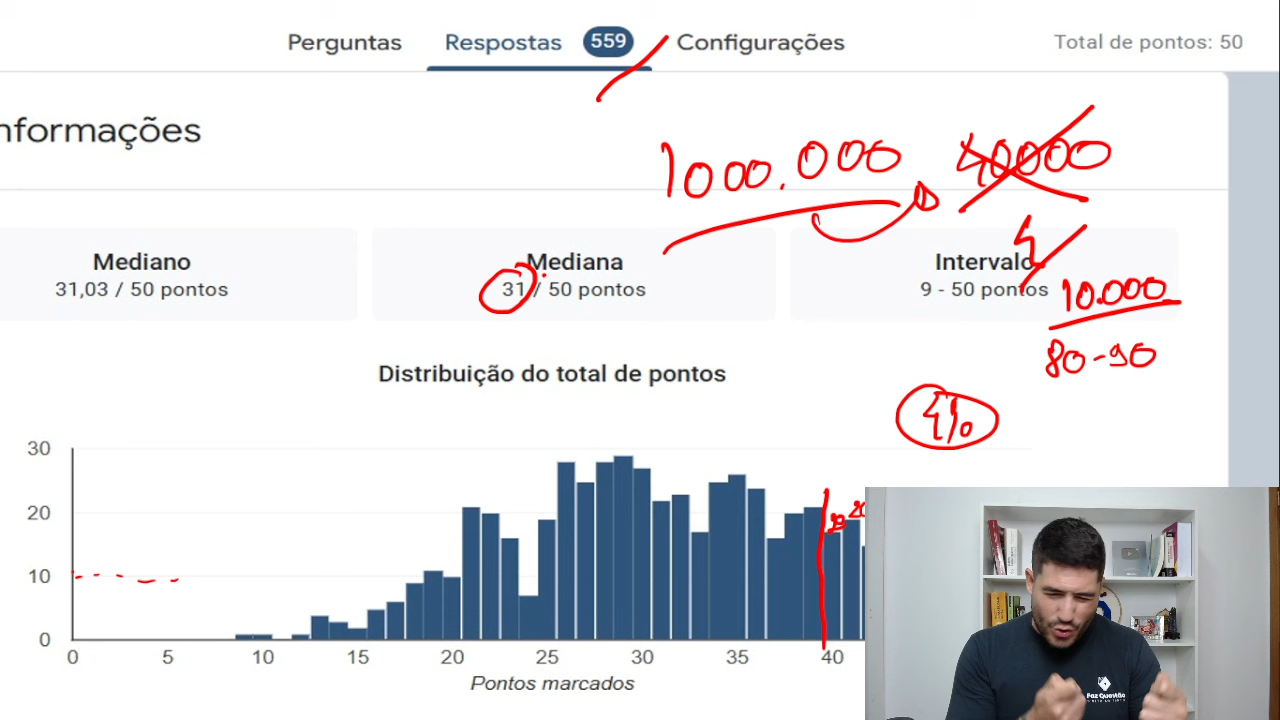 Perguntas Respostas 559 Configurações Total de pontos: 50
nformações
1000.000 40000
Mediano Mediana Intervalo
31,03 / 50 pontos 31 / 50 pontos 9 - 50 pontos
10.000
80-90
Distribuição do total de pontos
4%
30
20
10
0
0 5 10 15 20 25 30 35 40
Pontos marcados
Faz Questão